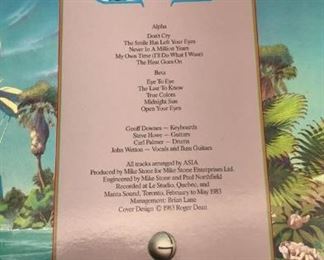 Alpha
Don't Cry
The Smile Has Left Your Eyes
Never In A Million Years
My Own Time (I'll Do What I Want)
The Heat Goes On
Beta
Eye To Eye
The Last To Know
True Colors
Midnight Sun
Open Your Eyes
Geoff Downes — Keyboards
Steve Howe — Guitars
Carl Palmer — Drums
John Wetton — Vocals and Bass Guitars
All tracks arranged by ASIA
Produced by Mike Stone for Mike Stone Enterprises Ltd.
Engineered by Mike Stone and Paul Northfield
Recorded at Le Studio, Quebec, and
Manta Sound, Toronto, February to May 1983
Management: Brian Lane
Cover Design © 1983 Roger Dean